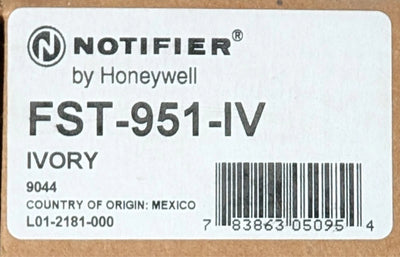 NOTIFIER®
by Honeywell
FST-951-IV
IVORY
9044
COUNTRY OF ORIGIN: MEXICO
L01-2181-000
7 83863 05095 4